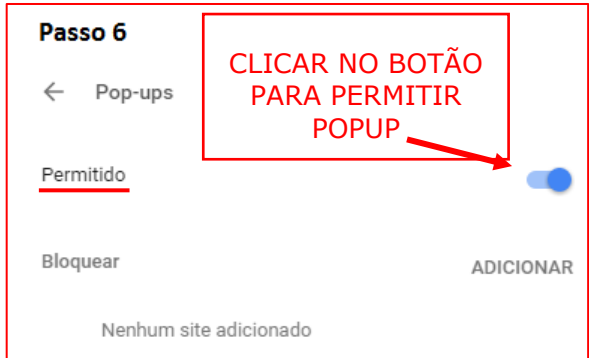 Passo 6
CLICAR NO BOTÃO
PARA PERMITIR
POPUP
Pop-ups
Permitido
Bloquear
ADICIONAR
Nenhum site adicionado